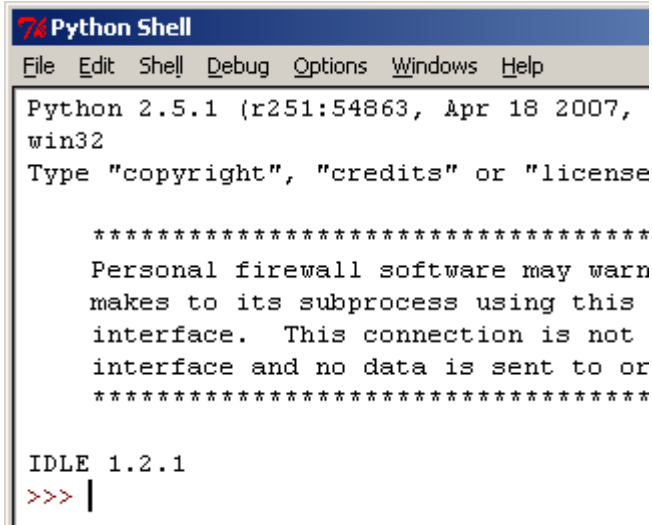 Python Shell
File Edit Shell Debug Options Windows Help
Python 2.5.1 (r251:54863, Apr 18 2007,
win32
Type "copyright", "credits" or "license
***********************************
Personal firewall software may warn
makes to its subprocess using this
interface.  This connection is not
interface and no data is sent to or
***********************************
IDLE 1.2.1
>>>